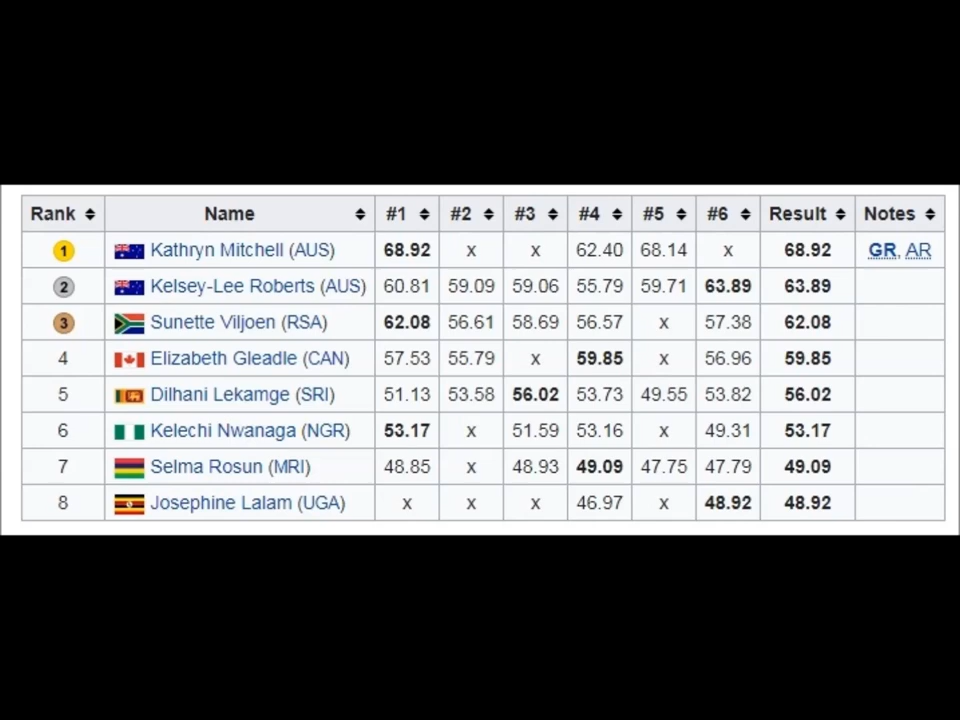 Rank Name #1 #2 #3 #4 #5 #6 Result Notes
1 Kathryn Mitchell (AUS) 68.92 x x 62.40 68.14 x 68.92 GR, AR
2 Kelsey-Lee Roberts (AUS) 60.81 59.09 59.06 55.79 59.71 63.89 63.89
3 Sunette Viljoen (RSA) 62.08 56.61 58.69 56.57 x 57.38 62.08
4 Elizabeth Gleadle (CAN) 57.53 55.79 x 59.85 x 56.96 59.85
5 Dilhani Lekamge (SRI) 51.13 53.58 56.02 53.73 49.55 53.82 56.02
6 Kelechi Nwanaga (NGR) 53.17 x 51.59 53.16 x 49.31 53.17
7 Selma Rosun (MRI) 48.85 x 48.93 49.09 47.75 47.79 49.09
8 Josephine Lalam (UGA) x x x 46.97 x 48.92 48.92